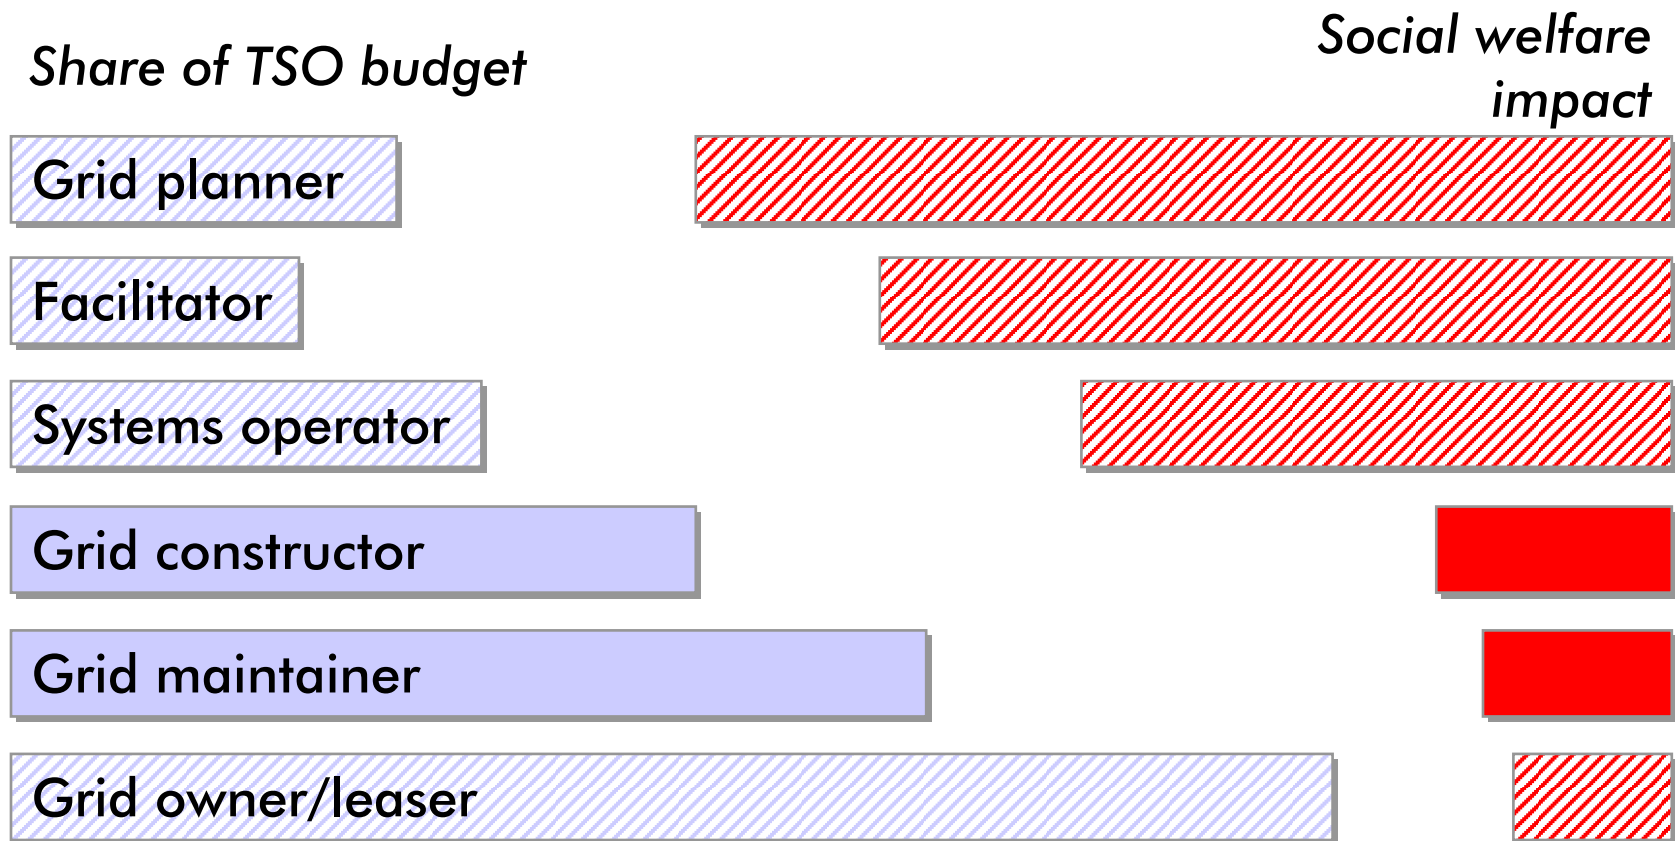 Share of TSO budget
Social welfare
impact
Grid planner
Facilitator
Systems operator
Grid constructor
Grid maintainer
Grid owner/leaser